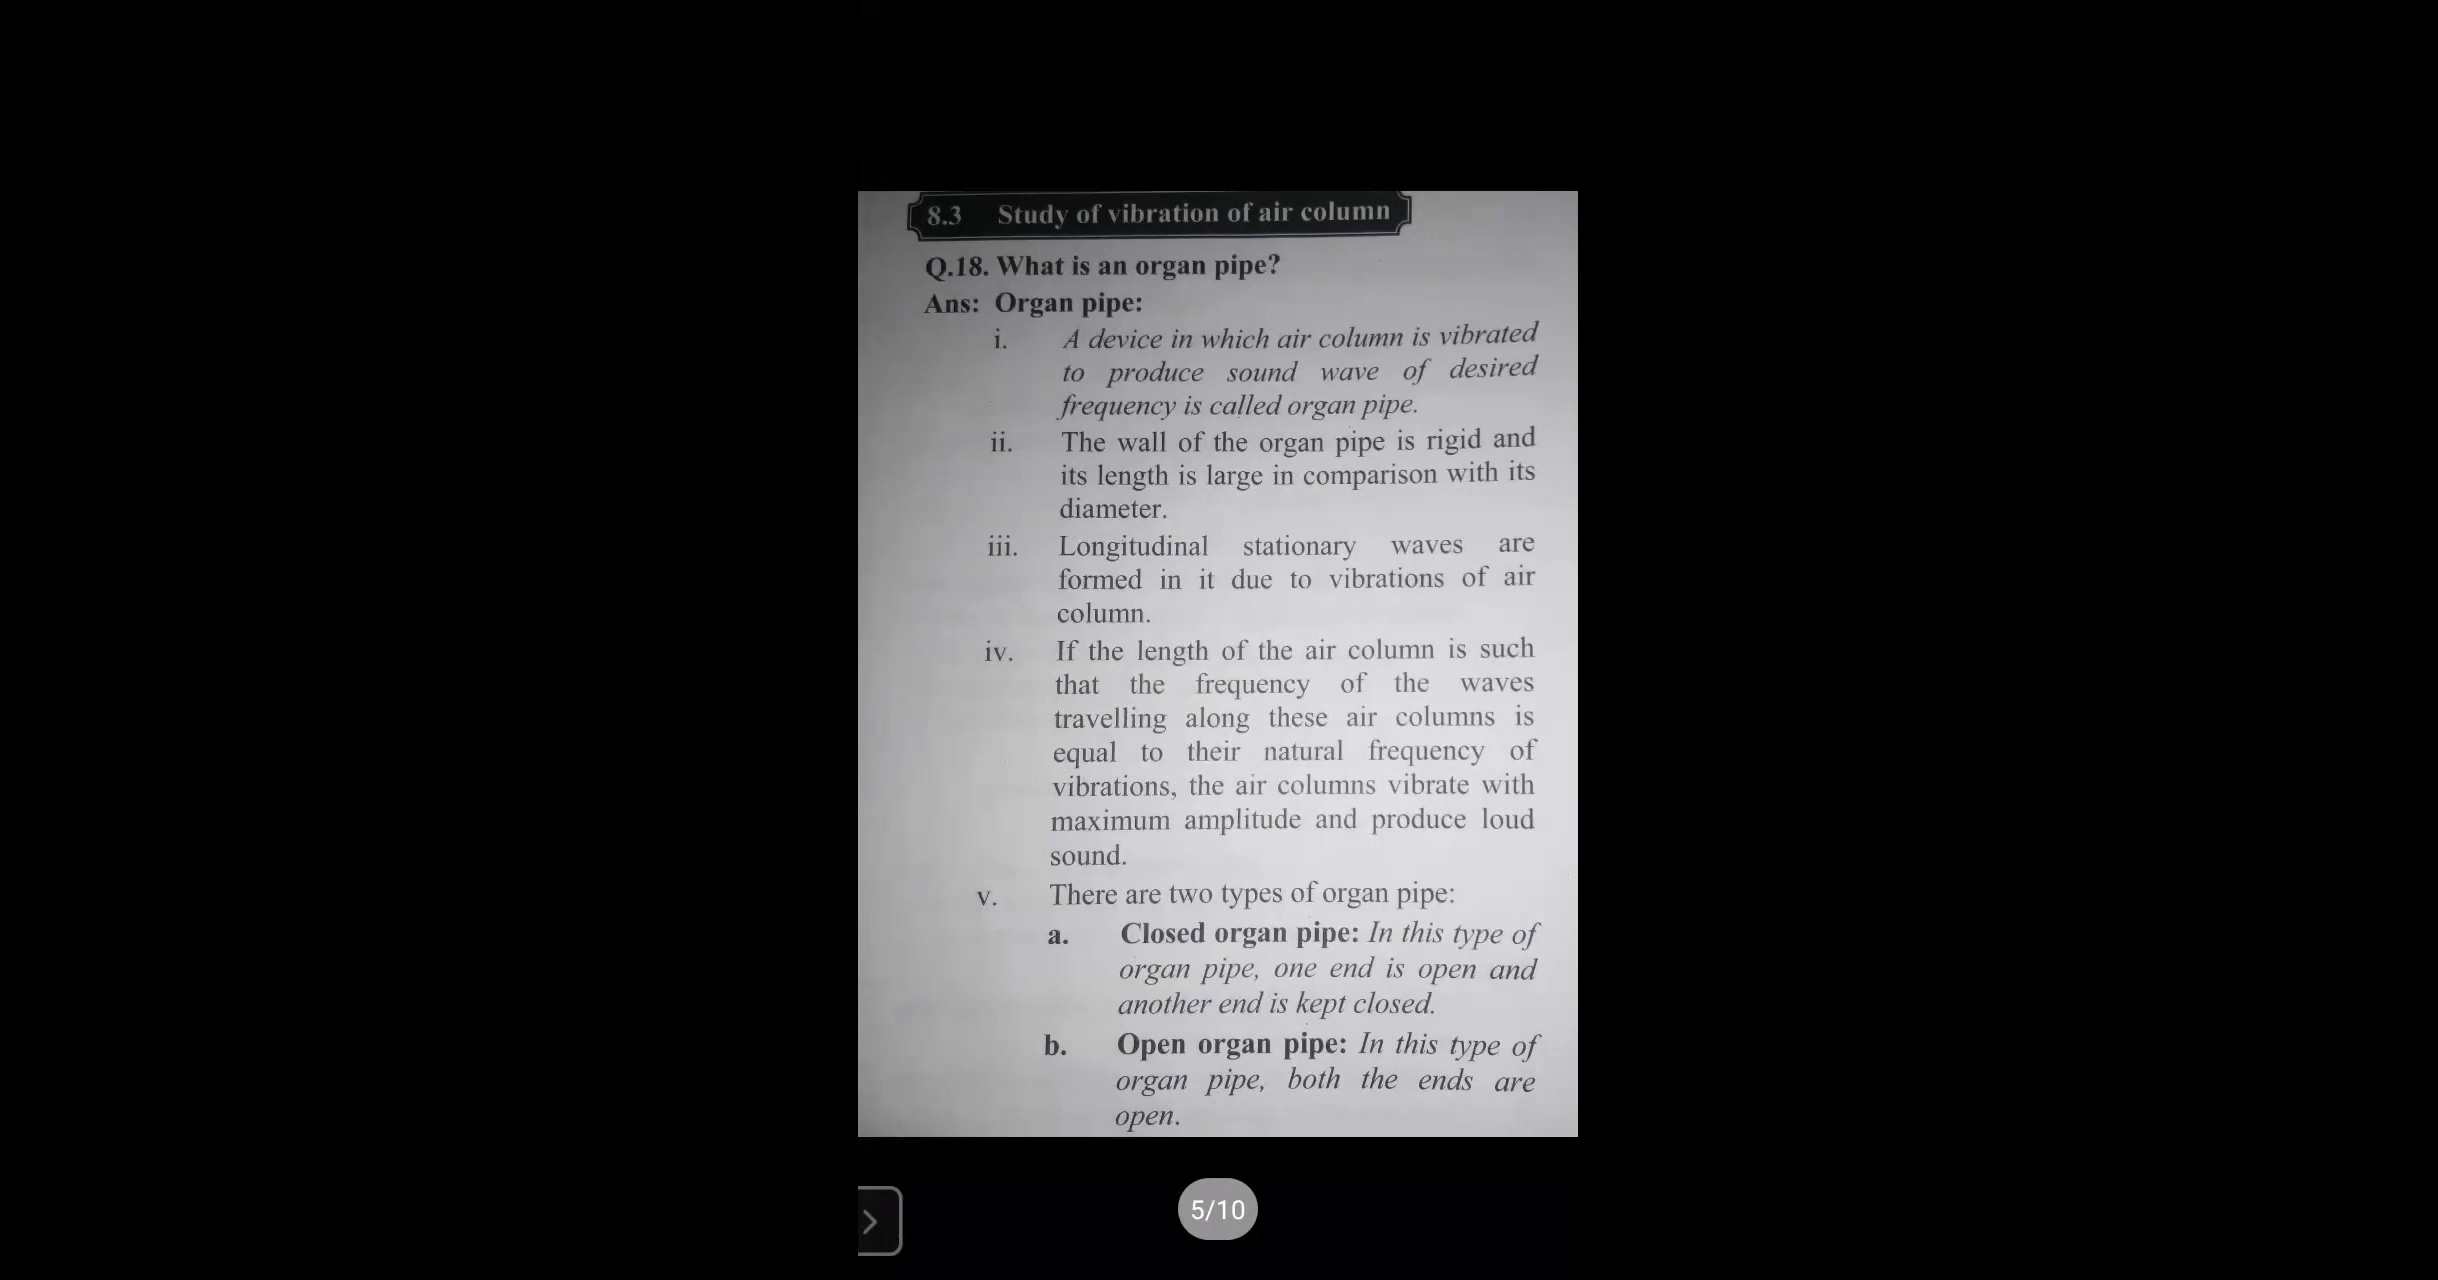 8.3 Study of vibration of air column
Q.18. What is an organ pipe?
Ans: Organ pipe:
i. A device in which air column is vibrated
to produce sound wave of desired
frequency is called organ pipe.
ii. The wall of the organ pipe is rigid and
its length is large in comparison with its
diameter.
iii. Longitudinal stationary waves are
formed in it due to vibrations of air
column.
iv. If the length of the air column is such
that the frequency of the waves
travelling along these air columns is
equal to their natural frequency of
vibrations, the air columns vibrate with
maximum amplitude and produce loud
sound.
v. There are two types of organ pipe:
a. Closed organ pipe: In this type of
organ pipe, one end is open and
another end is kept closed.
b. Open organ pipe: In this type of
organ pipe, both the ends are
open.
5/10